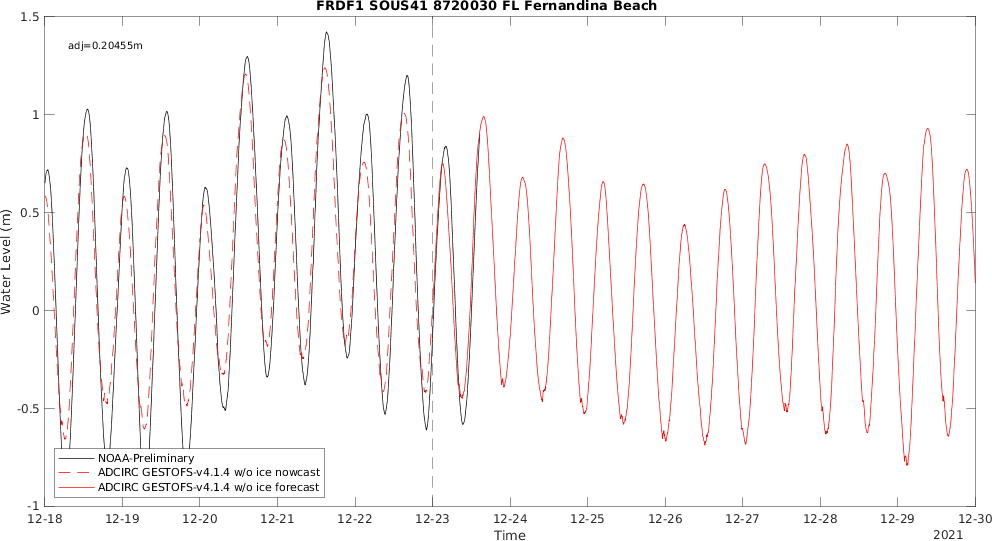 FRDF1 SOUS41 8720030 FL Fernandina Beach
adj=0.20455m
1.5
1
0.5
0
-0.5
-1
Water Level (m)
NOAA-Preliminary
ADCIRC GESTOFS-v4.1.4 w/o ice nowcast
ADCIRC GESTOFS-v4.1.4 w/o ice forecast
12-18 12-19 12-20 12-21 12-22 12-23 12-24 12-25 12-26 12-27 12-28 12-29 12-30
Time
2021